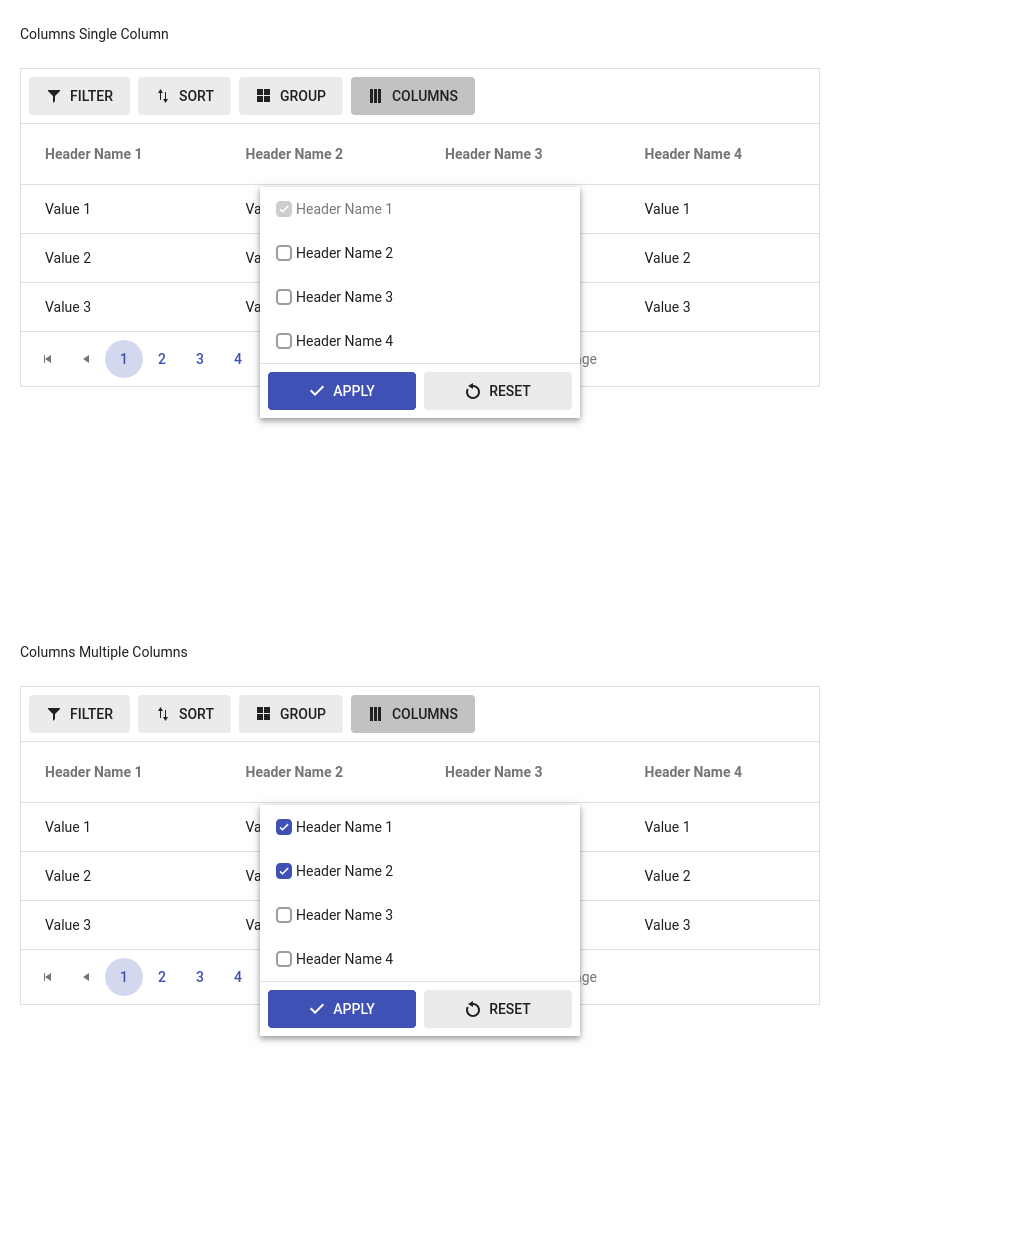 Columns Single Column
FILTER SORT GROUP COLUMNS
Header Name 1 Header Name 2 Header Name 3 Header Name 4
Value 1 Va Header Name 1 Value 1
Header Name 2
Value 2 Va Value 2
Header Name 3
Value 3 Va Value 3
Header Name 4
1 2 3 4 ge
APPLY RESET
Columns Multiple Columns
FILTER SORT GROUP COLUMNS
Header Name 1 Header Name 2 Header Name 3 Header Name 4
Value 1 Va Header Name 1 Value 1
Header Name 2
Value 2 Va Value 2
Header Name 3
Value 3 Va Value 3
Header Name 4
1 2 3 4 ge
APPLY RESET